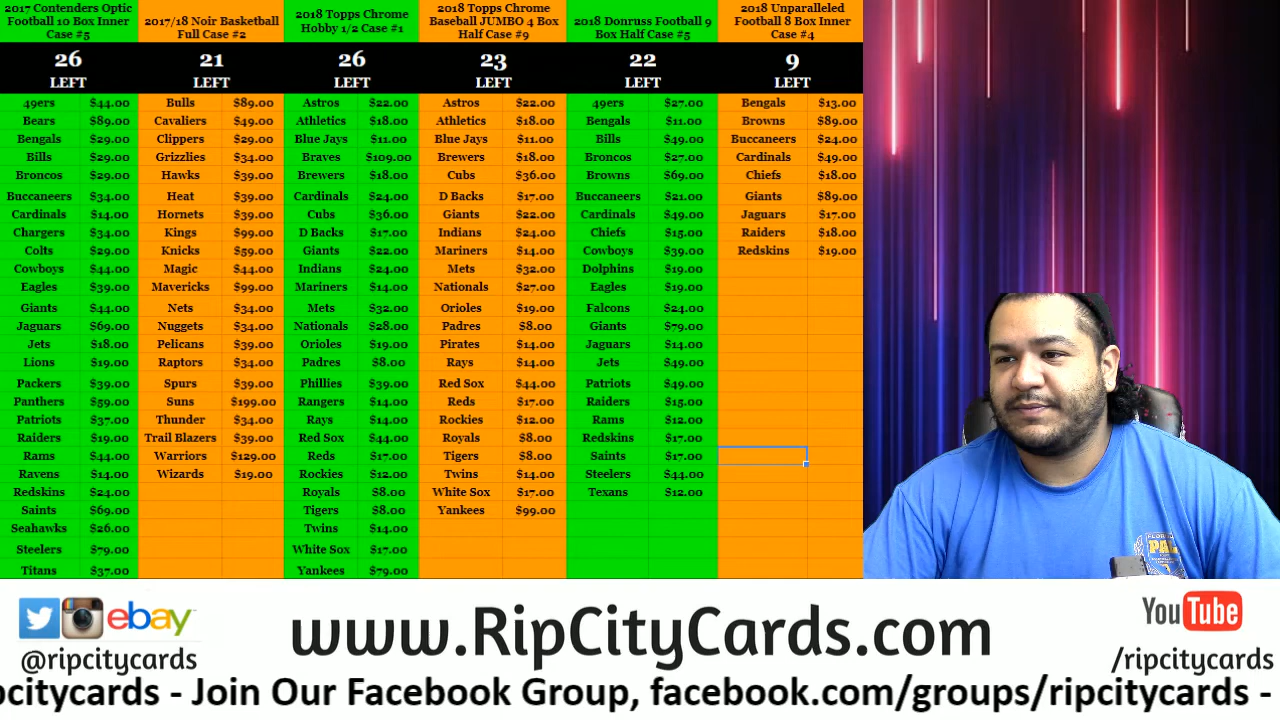 2017 Contenders Optic
Football 10 Box Inner
Case #5
26
LEFT
49ers $44.00
Bears $89.00
Bengals $29.00
Bills $29.00
Broncos $29.00
Buccaneers $34.00
Cardinals $14.00
Chargers $34.00
Colts $29.00
Cowboys $44.00
Eagles $39.00
Giants $44.00
Jaguars $69.00
Jets $18.00
Lions $19.00
Packers $39.00
Panthers $59.00
Patriots $37.00
Raiders $19.00
Rams $44.00
Ravens $14.00
Redskins $24.00
Saints $69.00
Seahawks $26.00
Steelers $79.00
Titans $37.00
2017/18 Noir Basketball
Full Case #2
21
LEFT
Bulls $89.00
Cavaliers $49.00
Clippers $29.00
Grizzlies $34.00
Hawks $39.00
Heat $39.00
Hornets $39.00
Kings $99.00
Knicks $59.00
Magic $44.00
Mavericks $99.00
Nets $34.00
Nuggets $34.00
Pelicans $39.00
Raptors $34.00
Spurs $39.00
Suns $199.00
Thunder $34.00
Trail Blazers $39.00
Warriors $129.00
Wizards $19.00
2018 Topps Chrome
Hobby 1/2 Case #1
26
LEFT
Astros $22.00
Athletics $18.00
Blue Jays $11.00
Braves $109.00
Brewers $18.00
Cardinals $24.00
Cubs $36.00
D Backs $17.00
Giants $22.00
Indians $24.00
Mariners $14.00
Mets $32.00
Nationals $28.00
Orioles $19.00
Padres $8.00
Phillies $39.00
Rangers $14.00
Rays $14.00
Red Sox $44.00
Reds $17.00
Rockies $12.00
Royals $8.00
Tigers $8.00
Twins $14.00
White Sox $17.00
Yankees $79.00
2018 Topps Chrome
Baseball JUMBO 4 Box
Half Case #9
23
LEFT
Astros $22.00
Athletics $18.00
Blue Jays $11.00
Brewers $18.00
Cubs $36.00
D Backs $17.00
Giants $22.00
Indians $24.00
Mariners $14.00
Mets $32.00
Nationals $27.00
Orioles $19.00
Padres $8.00
Pirates $14.00
Rays $14.00
Red Sox $44.00
Reds $17.00
Rockies $12.00
Royals $8.00
Tigers $8.00
Twins $14.00
White Sox $17.00
Yankees $99.00
2018 Donruss Football 9
Box Half Case #5
22
LEFT
49ers $27.00
Bengals $11.00
Bills $49.00
Broncos $27.00
Browns $69.00
Buccaneers $21.00
Cardinals $49.00
Chiefs $15.00
Cowboys $39.00
Dolphins $19.00
Eagles $19.00
Falcons $24.00
Giants $79.00
Jaguars $14.00
Jets $49.00
Patriots $49.00
Raiders $15.00
Rams $12.00
Redskins $17.00
Saints $17.00
Steelers $44.00
Texans $12.00
2018 Unparalleled
Football 8 Box Inner
Case #4
9
LEFT
Bengals $13.00
Browns $89.00
Buccaneers $24.00
Cardinals $49.00
Chiefs $18.00
Giants $89.00
Jaguars $17.00
Raiders $18.00
Redskins $19.00
PAL
ebay
@ripcitycards
www.RipCityCards.com
YouTube
/ripcitycards
pcitycards - Join Our Facebook Group, facebook.com/groups/ripcitycards -